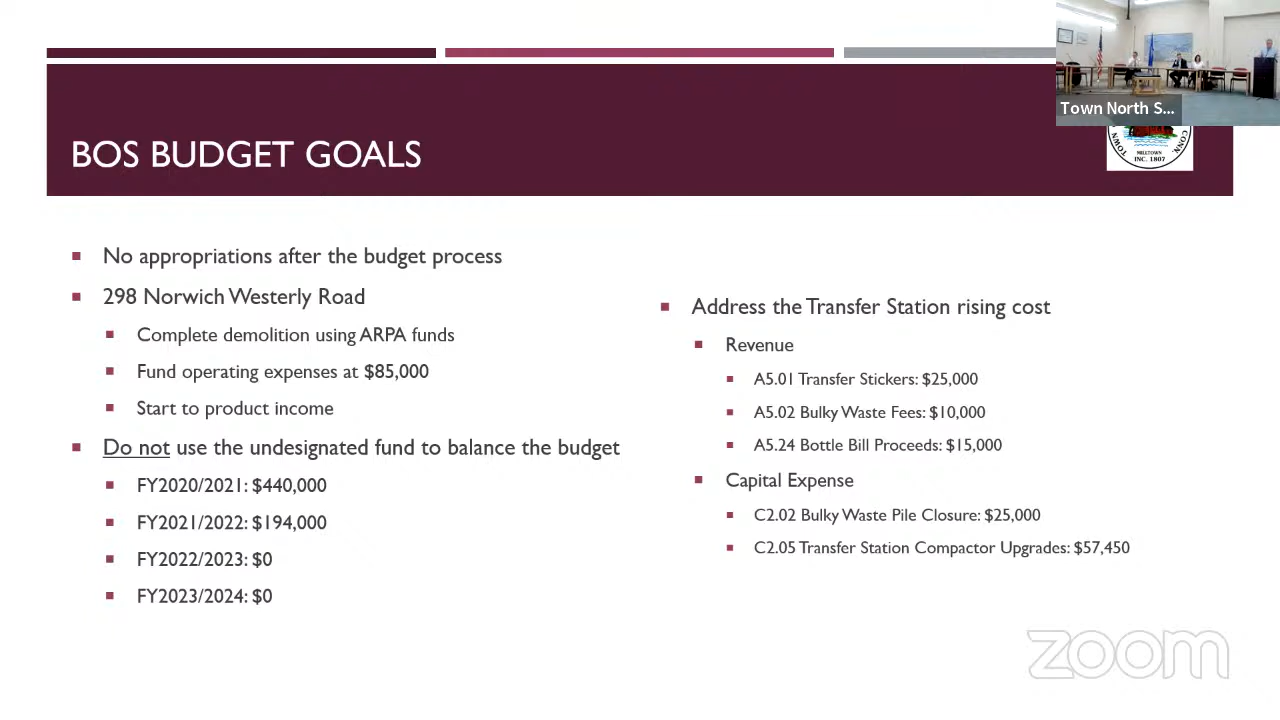 Town North S...
BOS BUDGET GOALS
TOWN
CONN.
MILLTOWN
INC. 1807
No appropriations after the budget process
298 Norwich Westerly Road
Complete demolition using ARPA funds
Fund operating expenses at $85,000
Start to product income
Do not use the undesignated fund to balance the budget
FY2020/2021: $440,000
FY2021/2022: $194,000
FY2022/2023: $0
FY2023/2024: $0
Address the Transfer Station rising cost
Revenue
A5.01 Transfer Stickers: $25,000
A5.02 Bulky Waste Fees: $10,000
A5.24 Bottle Bill Proceeds: $15,000
Capital Expense
C2.02 Bulky Waste Pile Closure: $25,000
C2.05 Transfer Station Compactor Upgrades: $57,450
zoom